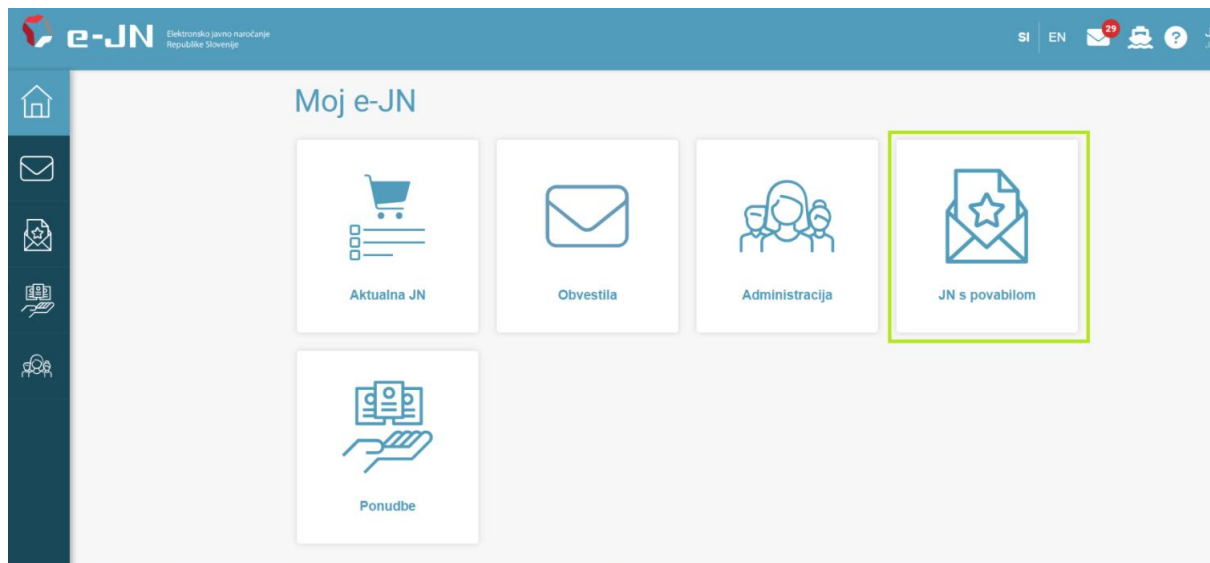 e-JN
Elektronsko javno naročanje
Republike Slovenije
SI EN 29 ?
Moj e-JN
Aktualna JN Obvestila Administracija JN s povabilom
Ponudbe